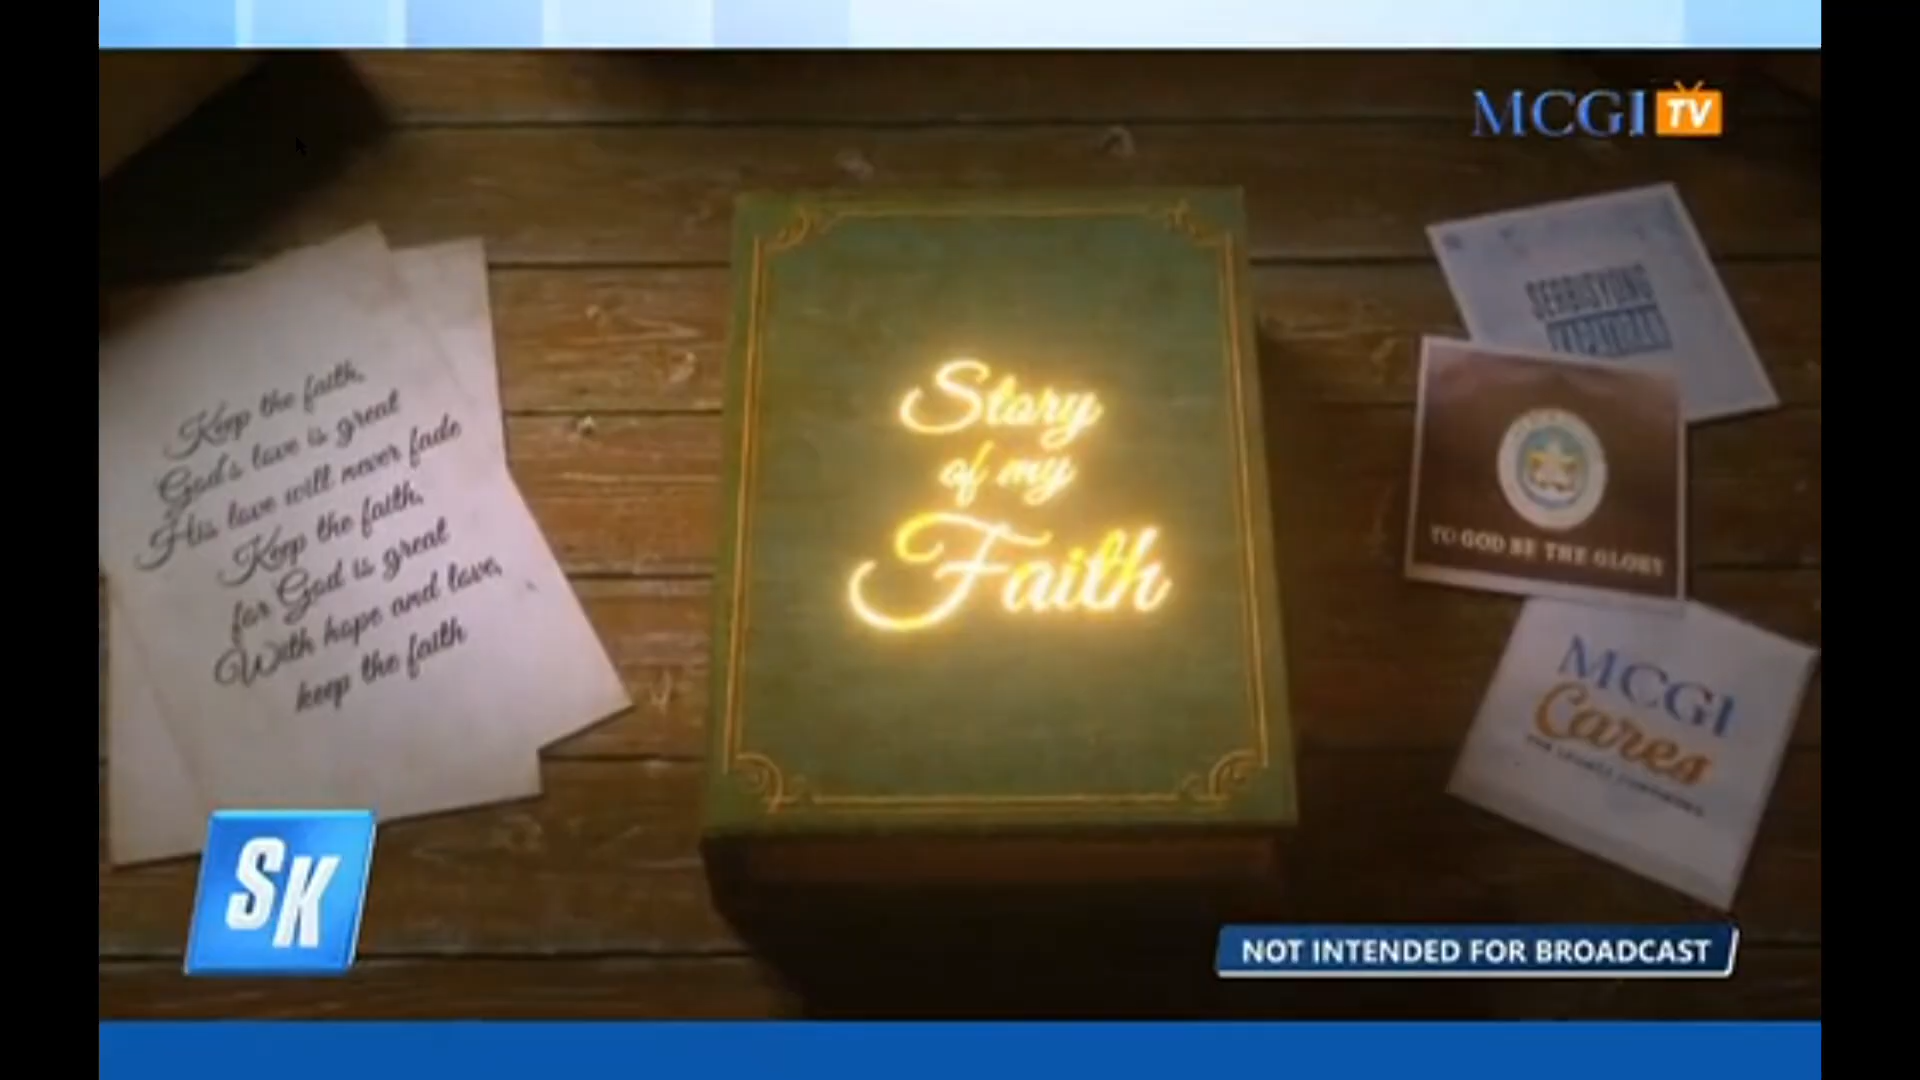 MCGI TV
Keep the faith,
God's love is great
His love will never fade
Keep the faith,
for God is great
With hope and love,
keep the faith
Story
of my
Faith
SERBISYONG
KAPATIRAN
TO GOD BE THE GLORY
MCGI
Cares
SK
NOT INTENDED FOR BROADCAST